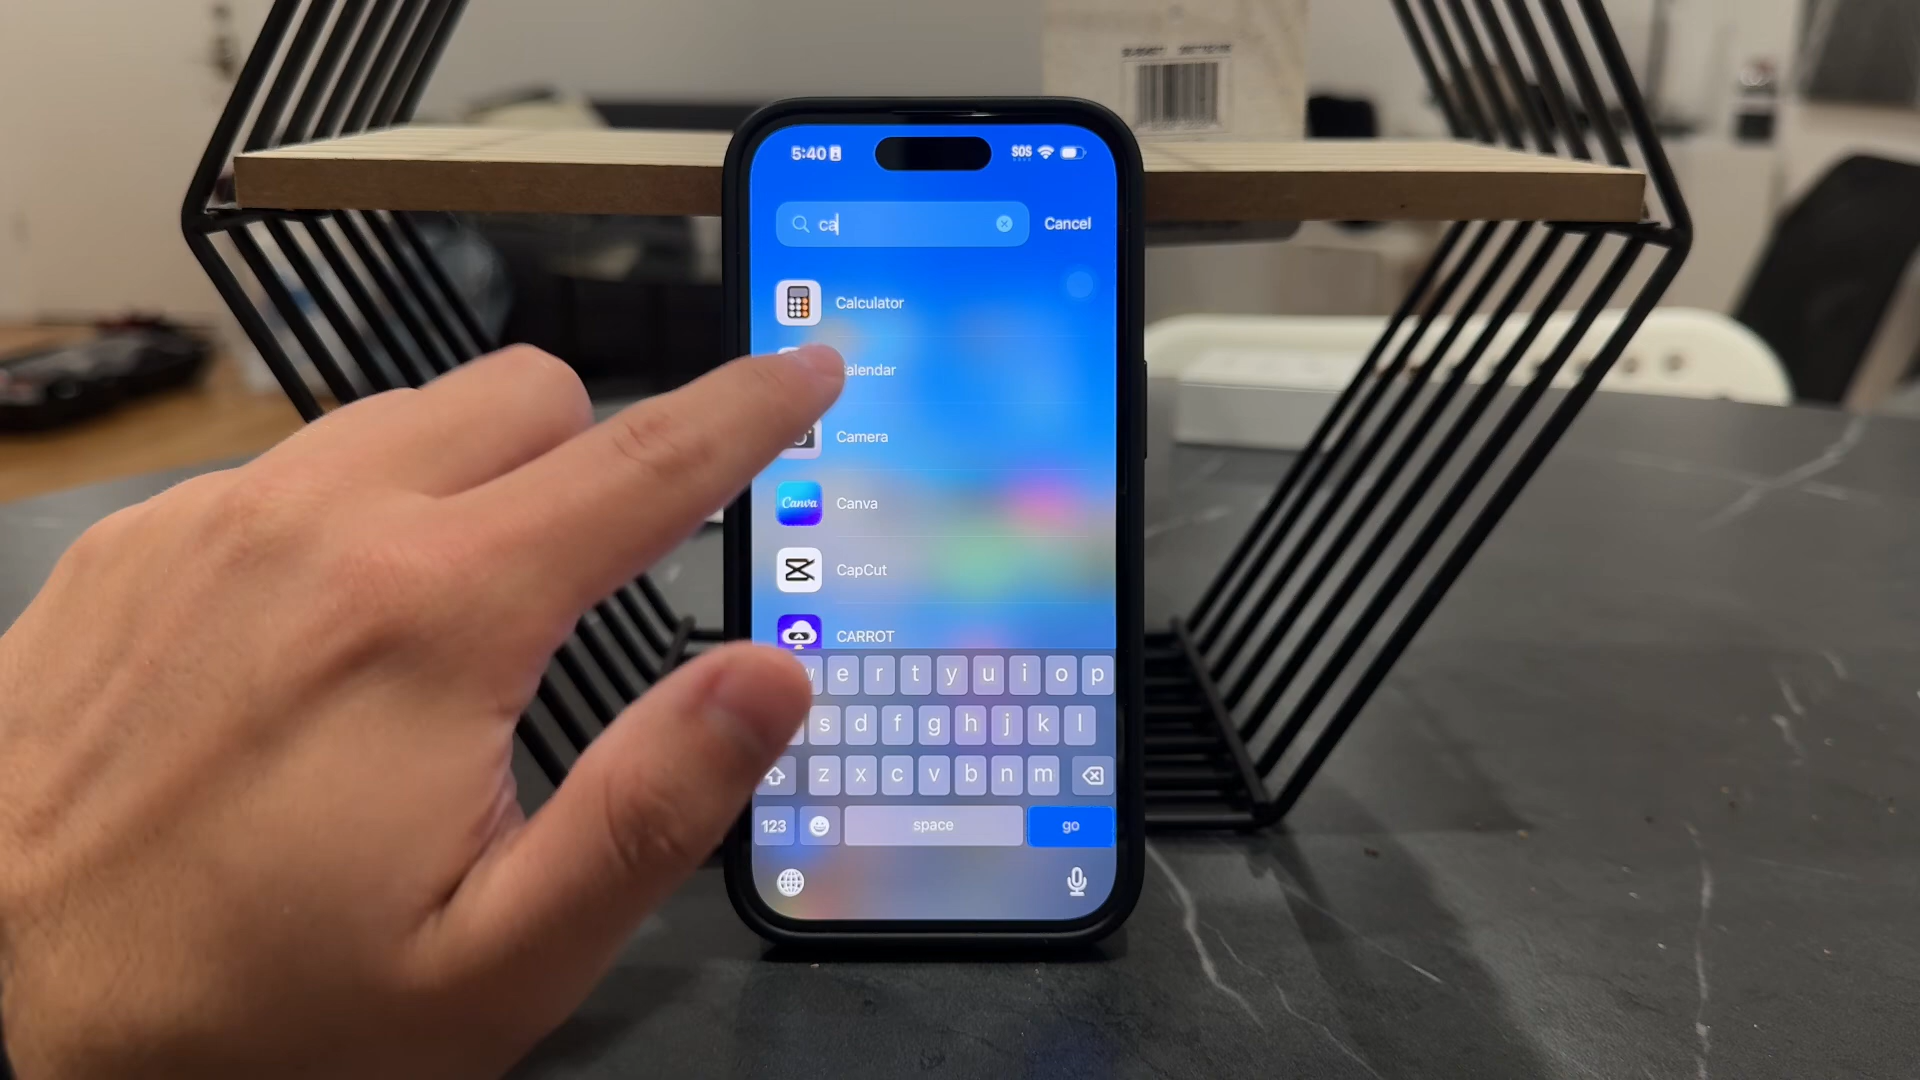 5:40 SOS
ca Cancel
Calculator
alendar
Camera
Canva Canva
CapCut
CARROT
w e r t y u i o p
s d f g h j k l
z x c v b n m
123 space go